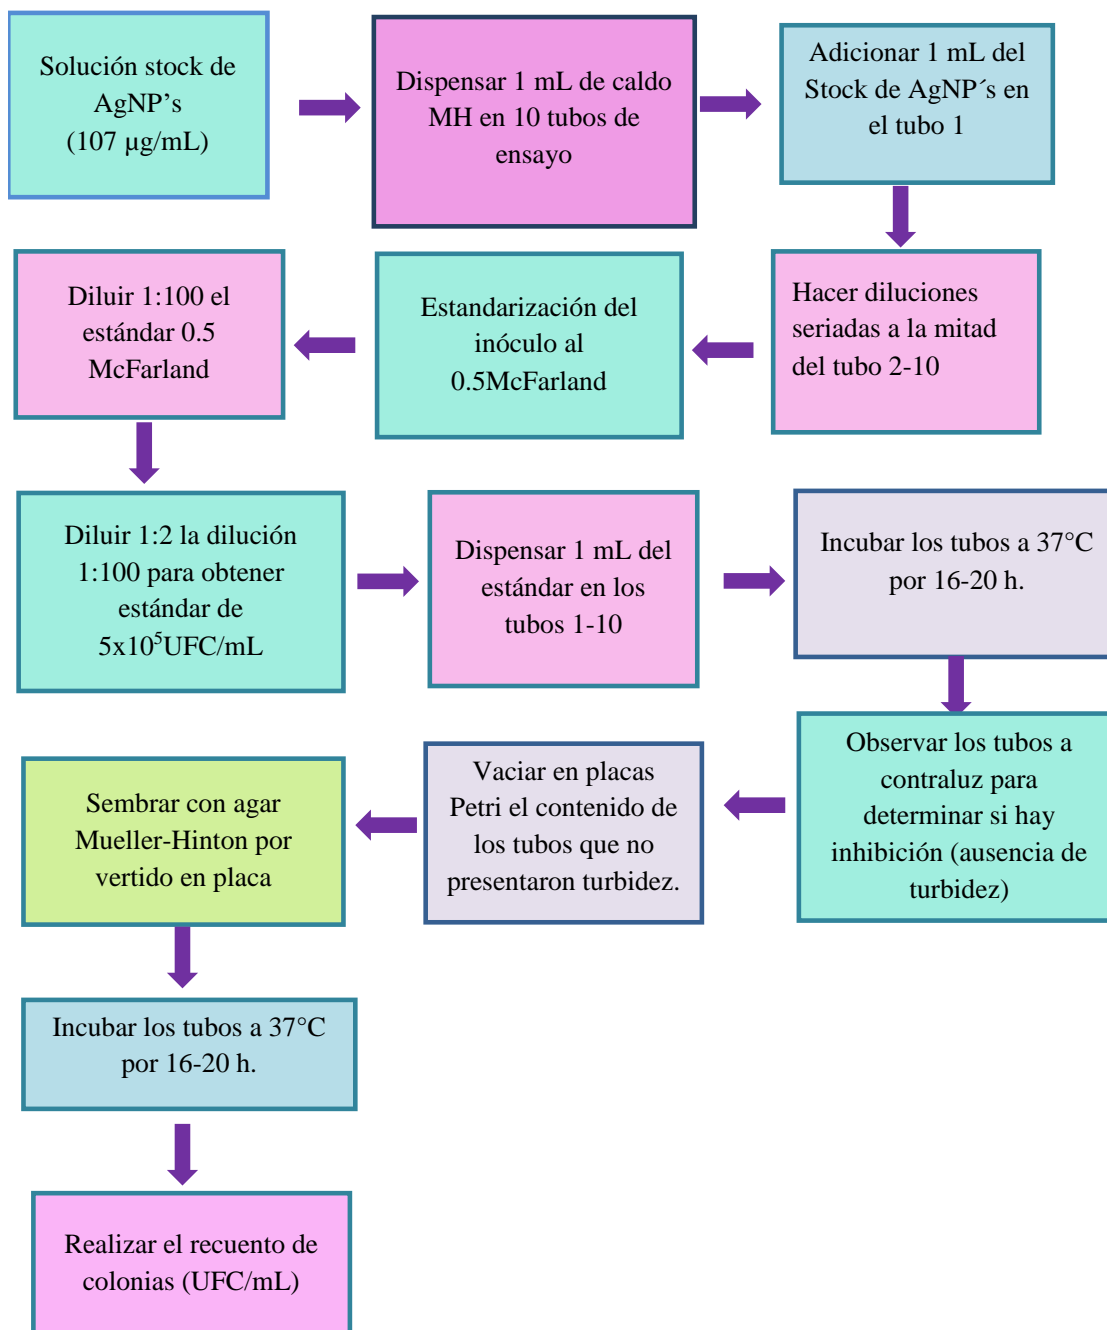 Solución stock de
AgNP’s
(107 µg/mL)
Dispensar 1 mL de caldo
MH en 10 tubos de
ensayo
Adicionar 1 mL del
Stock de AgNP´s en
el tubo 1
Hacer diluciones
seriadas a la mitad
del tubo 2-10
Estandarización del
inóculo al
0.5McFarland
Diluir 1:100 el
estándar 0.5
McFarland
Diluir 1:2 la dilución
1:100 para obtener
estándar de
5x10⁵UFC/mL
Dispensar 1 mL del
estándar en los
tubos 1-10
Incubar los tubos a 37°C
por 16-20 h.
Observar los tubos a
contraluz para
determinar si hay
inhibición (ausencia de
turbidez)
Vaciar en placas
Petri el contenido de
los tubos que no
presentaron turbidez.
Sembrar con agar
Mueller-Hinton por
vertido en placa
Incubar los tubos a 37°C
por 16-20 h.
Realizar el recuento de
colonias (UFC/mL)